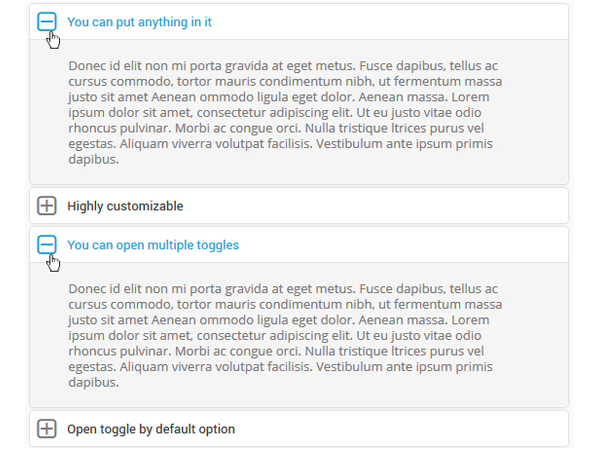 You can put anything in it
Donec id elit non mi porta gravida at eget metus. Fusce dapibus, tellus ac
cursus commodo, tortor mauris condimentum nibh, ut fermentum massa
justo sit amet Aenean ommodo ligula eget dolor. Aenean massa. Lorem
ipsum dolor sit amet, consectetur adipiscing elit. Ut eu justo vitae odio
rhoncus pulvinar. Morbi ac congue orci. Nulla tristique ltrices purus vel
egestas. Aliquam viverra volutpat facilisis. Vestibulum ante ipsum primis
dapibus.
Highly customizable
You can open multiple toggles
Donec id elit non mi porta gravida at eget metus. Fusce dapibus, tellus ac
cursus commodo, tortor mauris condimentum nibh, ut fermentum massa
justo sit amet Aenean ommodo ligula eget dolor. Aenean massa. Lorem
ipsum dolor sit amet, consectetur adipiscing elit. Ut eu justo vitae odio
rhoncus pulvinar. Morbi ac congue orci. Nulla tristique ltrices purus vel
egestas. Aliquam viverra volutpat facilisis. Vestibulum ante ipsum primis
dapibus.
Open toggle by default option